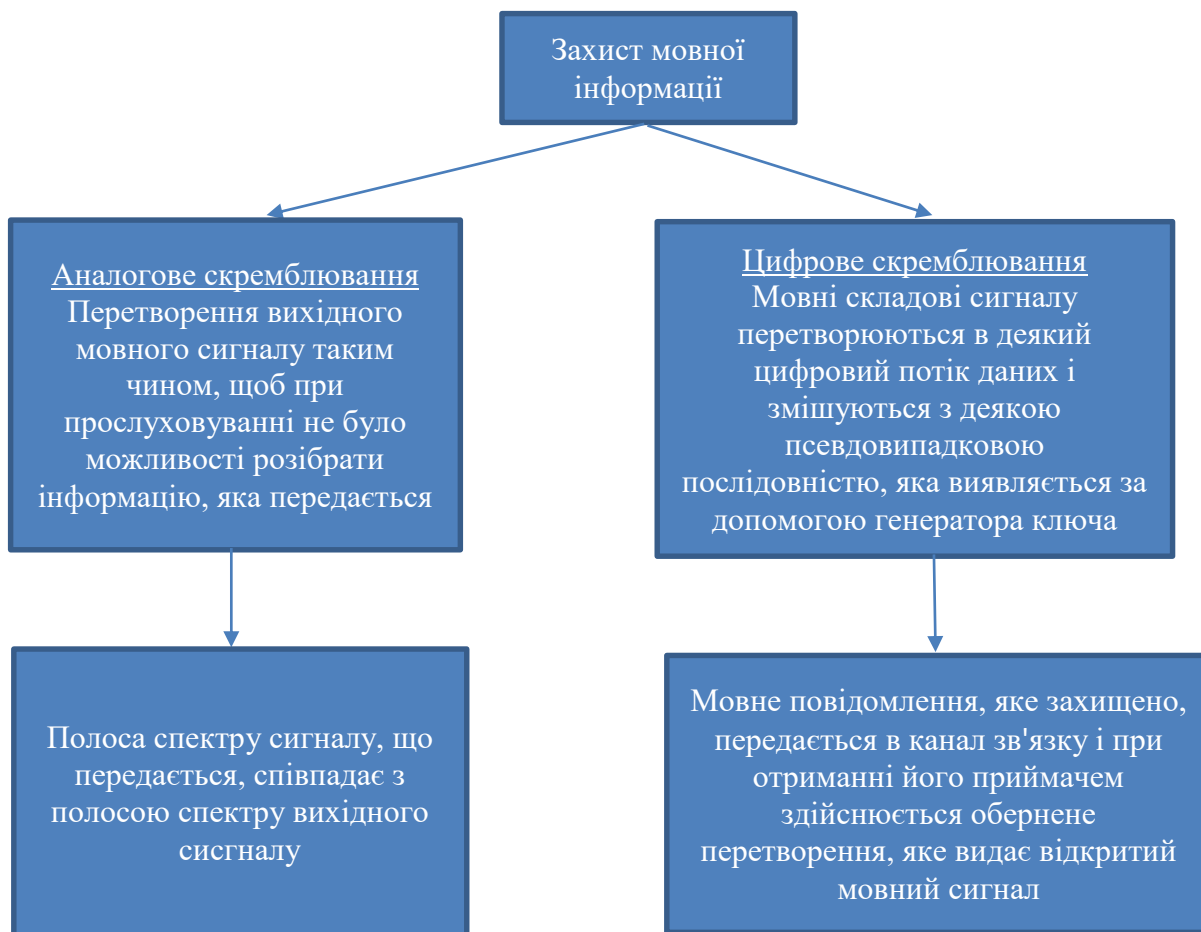 Захист мовної
інформації
Аналогове скремблювання
Перетворення вихідного
мовного сигналу таким
чином, щоб при
прослуховуванні не було
можливості розібрати
інформацію, яка передається
Цифрове скремблювання
Мовні складові сигналу
перетворюються в деякий
цифровий потік даних і
змішуються з деякою
псевдовипадковою
послідовністю, яка виявляється за
допомогою генератора ключа
Полоса спектру сигналу, що
передається, співпадає з
полосою спектру вихідного
сисгналу
Мовне повідомлення, яке захищено,
передається в канал зв'язку і при
отриманні його приймачем
здійснюється обернене
перетворення, яке видає відкритий
мовний сигнал